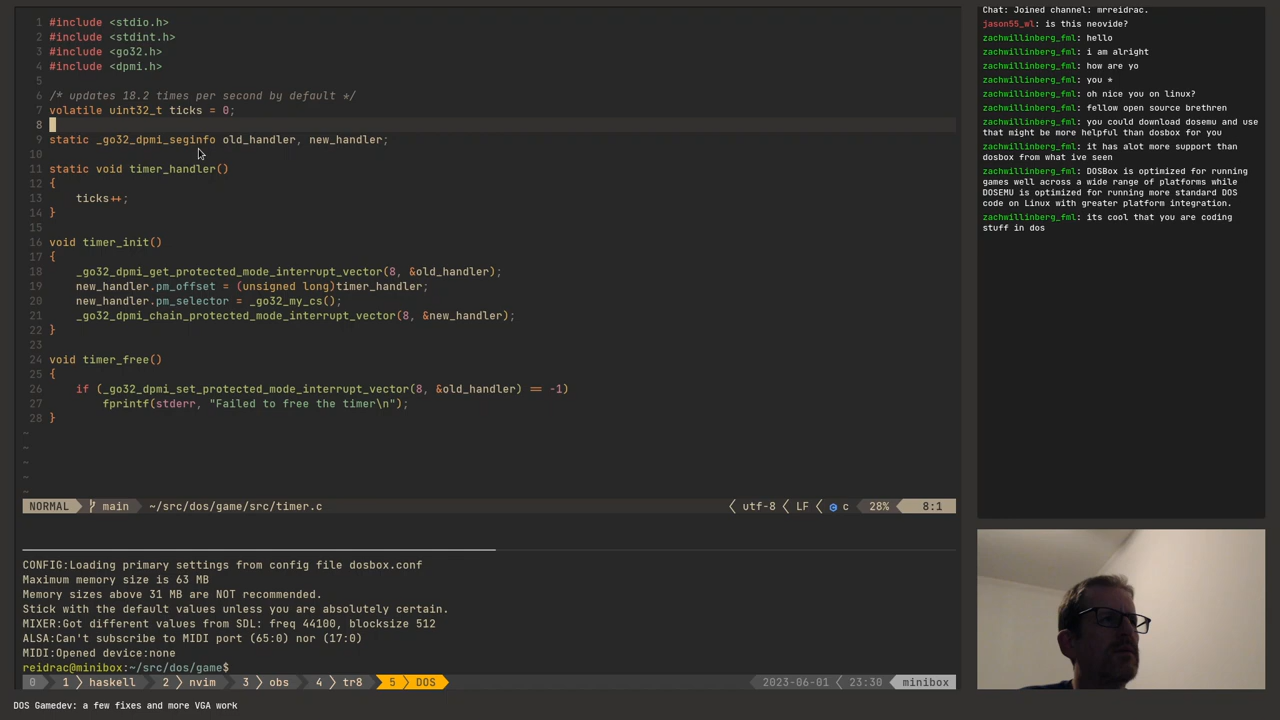 1 #include <stdio.h>
2 #include <stdint.h>
3 #include <go32.h>
4 #include <dpmi.h>
5
6 /* updates 18.2 times per second by default */
7 volatile uint32_t ticks = 0;
8
9 static _go32_dpmi_seginfo old_handler, new_handler;
10
11 static void timer_handler()
12 {
13     ticks++;
14 }
15
16 void timer_init()
17 {
18     _go32_dpmi_get_protected_mode_interrupt_vector(8, &old_handler);
19     new_handler.pm_offset = (unsigned long)timer_handler;
20     new_handler.pm_selector = _go32_my_cs();
21     _go32_dpmi_chain_protected_mode_interrupt_vector(8, &new_handler);
22 }
23
24 void timer_free()
25 {
26     if (_go32_dpmi_set_protected_mode_interrupt_vector(8, &old_handler) == -1)
27         fprintf(stderr, "Failed to free the timer\n");
28 }
~
~
~
~
~
NORMAL main ~/src/dos/game/src/timer.c utf-8 LF c 28% 8:1
CONFIG:Loading primary settings from config file dosbox.conf
Maximum memory size is 63 MB
Memory sizes above 31 MB are NOT recommended.
Stick with the default values unless you are absolutely certain.
MIXER:Got different values from SDL: freq 44100, blocksize 512
ALSA:Can't subscribe to MIDI port (65:0) nor (17:0)
MIDI:Opened device:none
reidrac@minibox:~/src/dos/game$
0 1 haskell 2 nvim 3 obs 4 tr8 5 DOS 2023-06-01 23:30 minibox
Chat: Joined channel: mrreidrac.
jason55_wl: is this neovide?
zachwillinberg_fml: hello
zachwillinberg_fml: i am alright
zachwillinberg_fml: how are yo
zachwillinberg_fml: you *
zachwillinberg_fml: oh nice you on linux?
zachwillinberg_fml: fellow open source brethren
zachwillinberg_fml: you could download dosemu and use
that might be more helpful than dosbox for you
zachwillinberg_fml: it has alot more support than
dosbox from what ive seen
zachwillinberg_fml: DOSBox is optimized for running
games well across a wide range of platforms while
DOSEMU is optimized for running more standard DOS
code on Linux with greater platform integration.
zachwillinberg_fml: its cool that you are coding
stuff in dos
DOS Gamedev: a few fixes and more VGA work